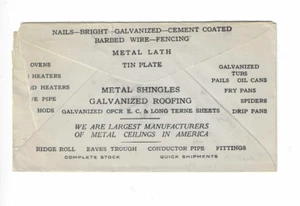 NAILS-BRIGHT-GALVANIZED-CEMENT COATED
BARBED WIRE-FENCING
METAL LATH
OVENS
TIN PLATE
GALVANIZED
TUBS
HEATERS
PAILS OIL CANS
D HEATERS
METAL SHINGLES
FRY PANS
VE PIPE
GALVANIZED ROOFING
SPIDERS
HODS
GALVANIZED OPCR E. C. & LONG TERNE SHEETS
DRIP PANS
WE ARE LARGEST MANUFACTURERS
OF METAL CEILINGS IN AMERICA
RIDGE ROLL EAVES TROUGH CONDUCTOR PIPE FITTINGS
COMPLETE STOCK QUICK SHIPMENTS